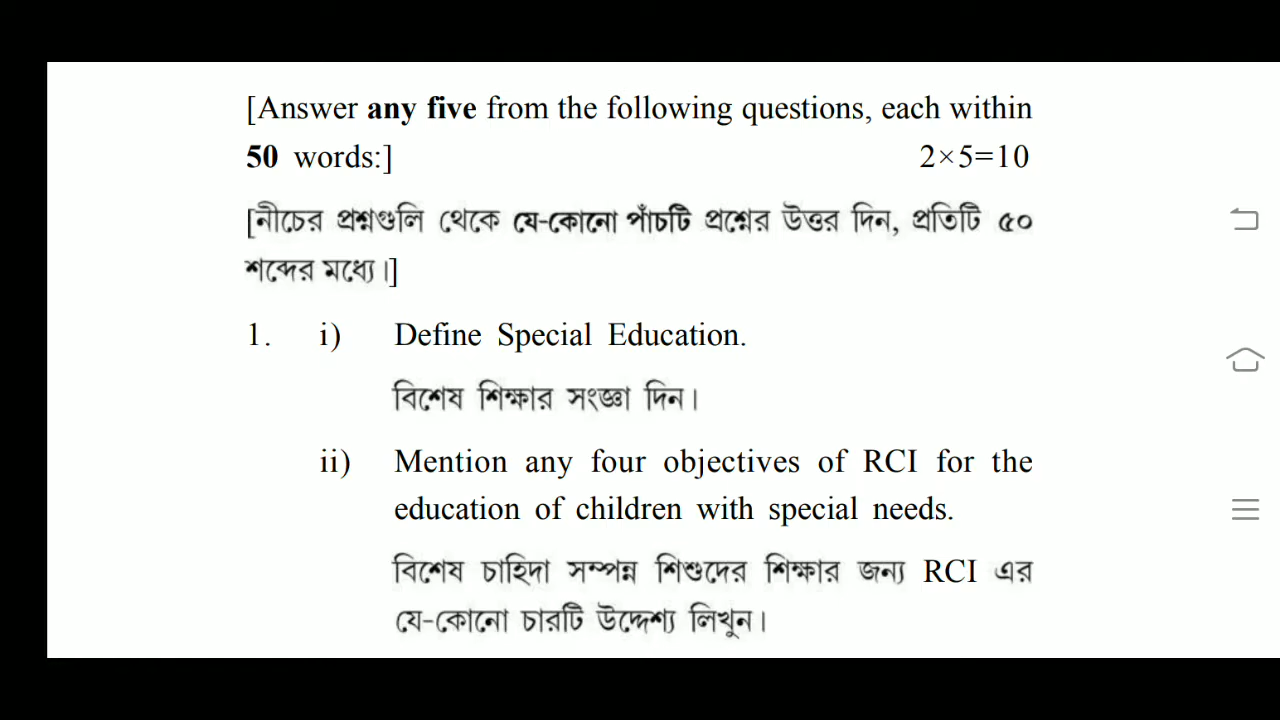 [Answer any five from the following questions, each within
50 words:] 2×5=10
[নীচের প্রশ্নগুলি থেকে যে-কোনো পাঁচটি প্রশ্নের উত্তর দিন, প্রতিটি ৫০
শব্দের মধ্যে।]
1. i) Define Special Education.
বিশেষ শিক্ষার সংজ্ঞা দিন।
ii) Mention any four objectives of RCI for the
education of children with special needs.
বিশেষ চাহিদা সম্পন্ন শিশুদের শিক্ষার জন্য RCI এর
যে-কোনো চারটি উদ্দেশ্য লিখুন।